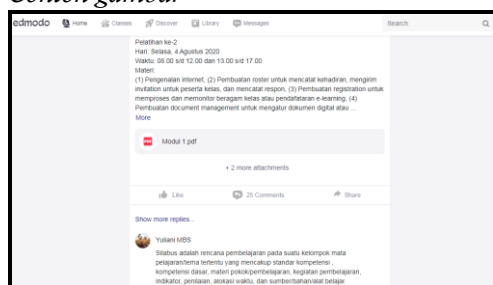 Contoh gambar
edmodo Home Classes Discover Library Messages Search
Pelatihan ke-2
Hari: Selasa, 4 Agustus 2020
Waktu: 08.00 s/d 12.00 dan 13.00 s/d 17.00
Materi:
(1) Pengenalan internet, (2) Pembuatan roster untuk mencatat kehadiran, mengirim
invitation untuk peserta kelas, dan mencatat respon, (3) Pembuatan registration untuk
memproses dan memonitor beragam kelas atau pendafataran e-learning, (4)
Pembuatan document management untuk mengatur dokumen digital atau ...
More
Modul 1.pdf
+ 2 more attachments
Like 26 Comments Share
Show more replies...
Yuliani MBS
Silabus adalah rencana pembelajaran pada suatu kelompok mata
pelajaran/tema tertentu yang mencakup standar kompetensi ,
kompetensi dasar, materi pokok/pembelajaran, kegiatan pembelajaran,
indikator, penilaian, alokasi waktu, dan sumber/bahan/alat belajar.